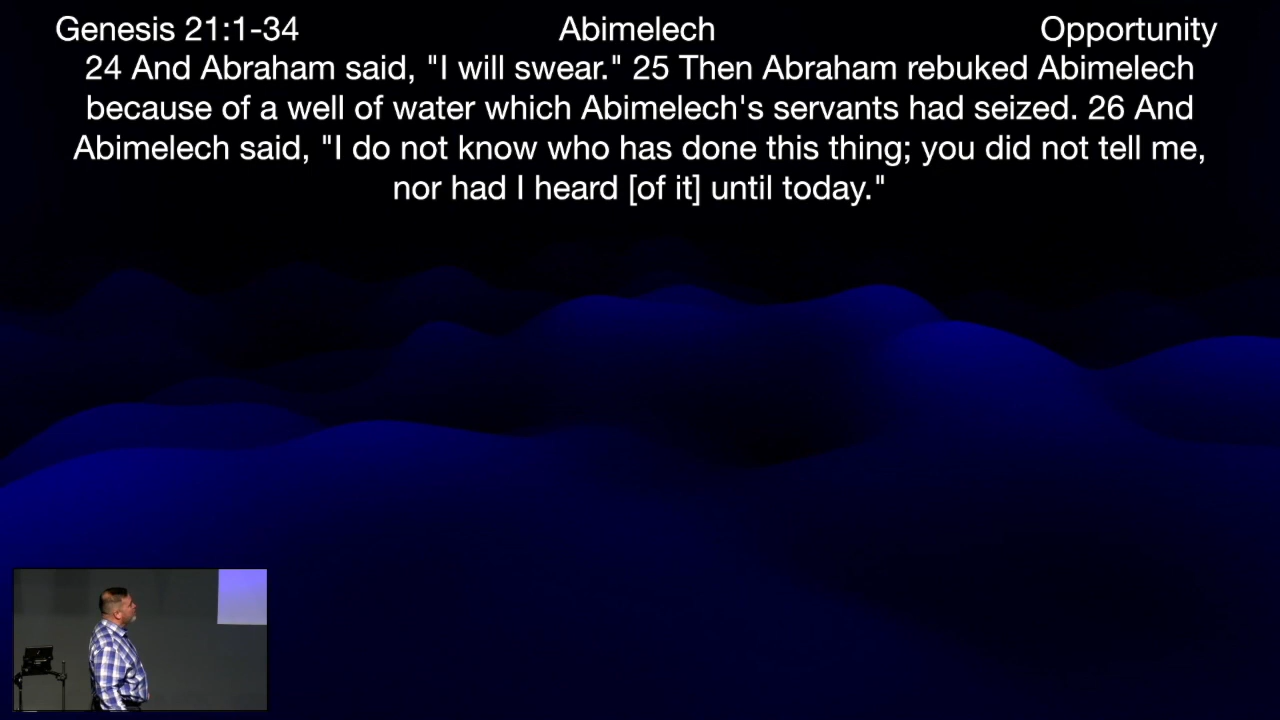 Genesis 21:1-34 Abimelech Opportunity
24 And Abraham said, "I will swear." 25 Then Abraham rebuked Abimelech
because of a well of water which Abimelech's servants had seized. 26 And
Abimelech said, "I do not know who has done this thing; you did not tell me,
nor had I heard [of it] until today."